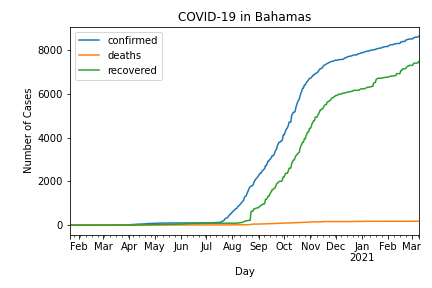 COVID-19 in Bahamas
confirmed
deaths
recovered
Number of Cases
8000
6000
4000
2000
0
Feb Mar Apr May Jun Jul Aug Sep Oct Nov Dec Jan Feb Mar
2021
Day